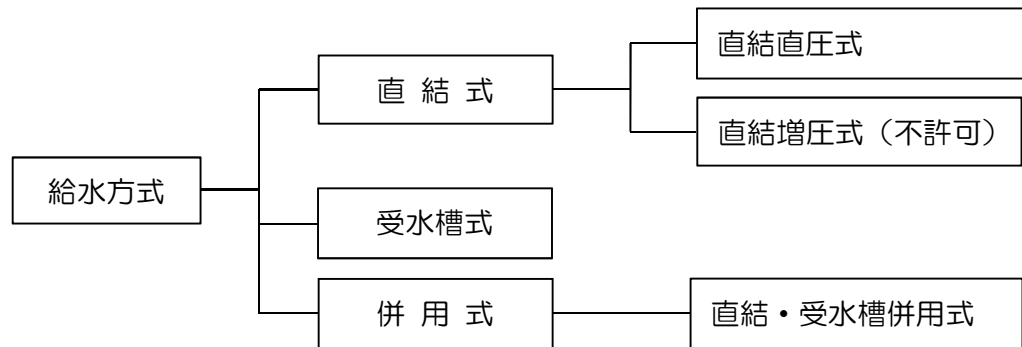 給水方式
直結式
直結直圧式
直結増圧式（不許可）
受水槽式
併用式
直結・受水槽併用式